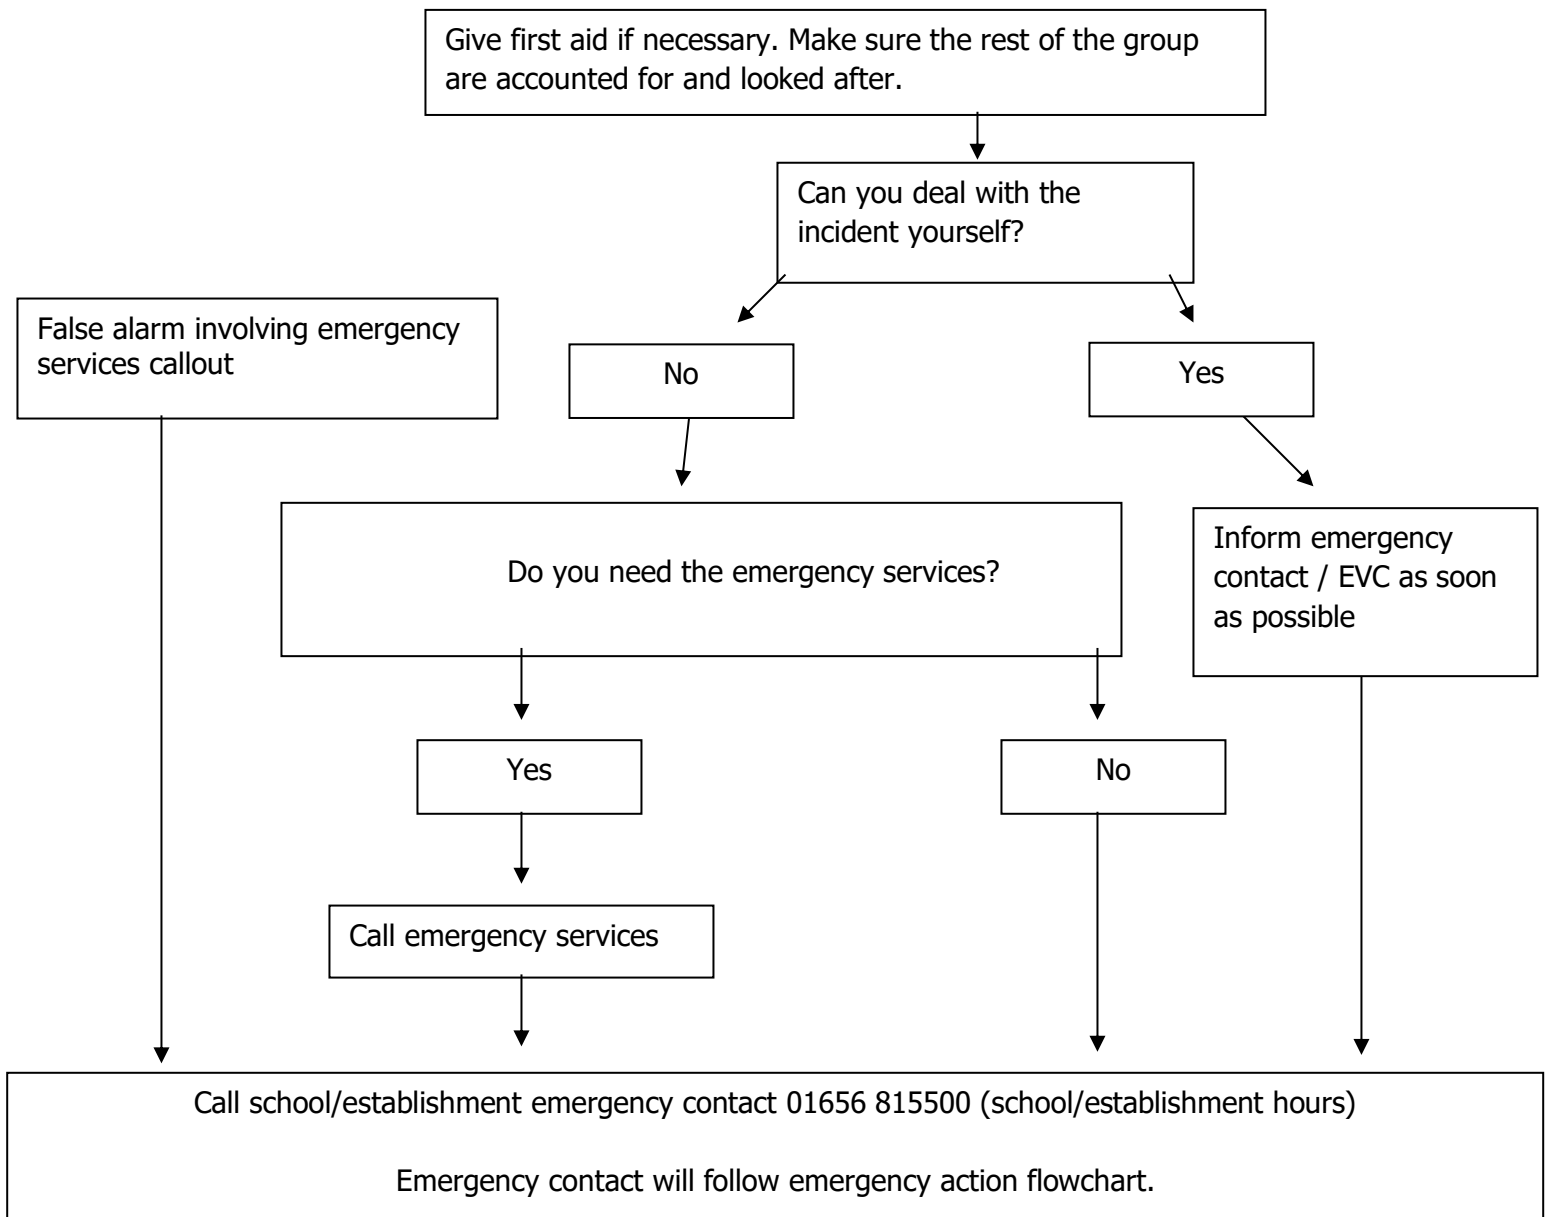 Give first aid if necessary. Make sure the rest of the group
are accounted for and looked after.
Can you deal with the
incident yourself?
False alarm involving emergency
services callout
No
Yes
Do you need the emergency services?
Inform emergency
contact / EVC as soon
as possible
Yes
No
Call emergency services
Call school/establishment emergency contact 01656 815500 (school/establishment hours)
Emergency contact will follow emergency action flowchart.